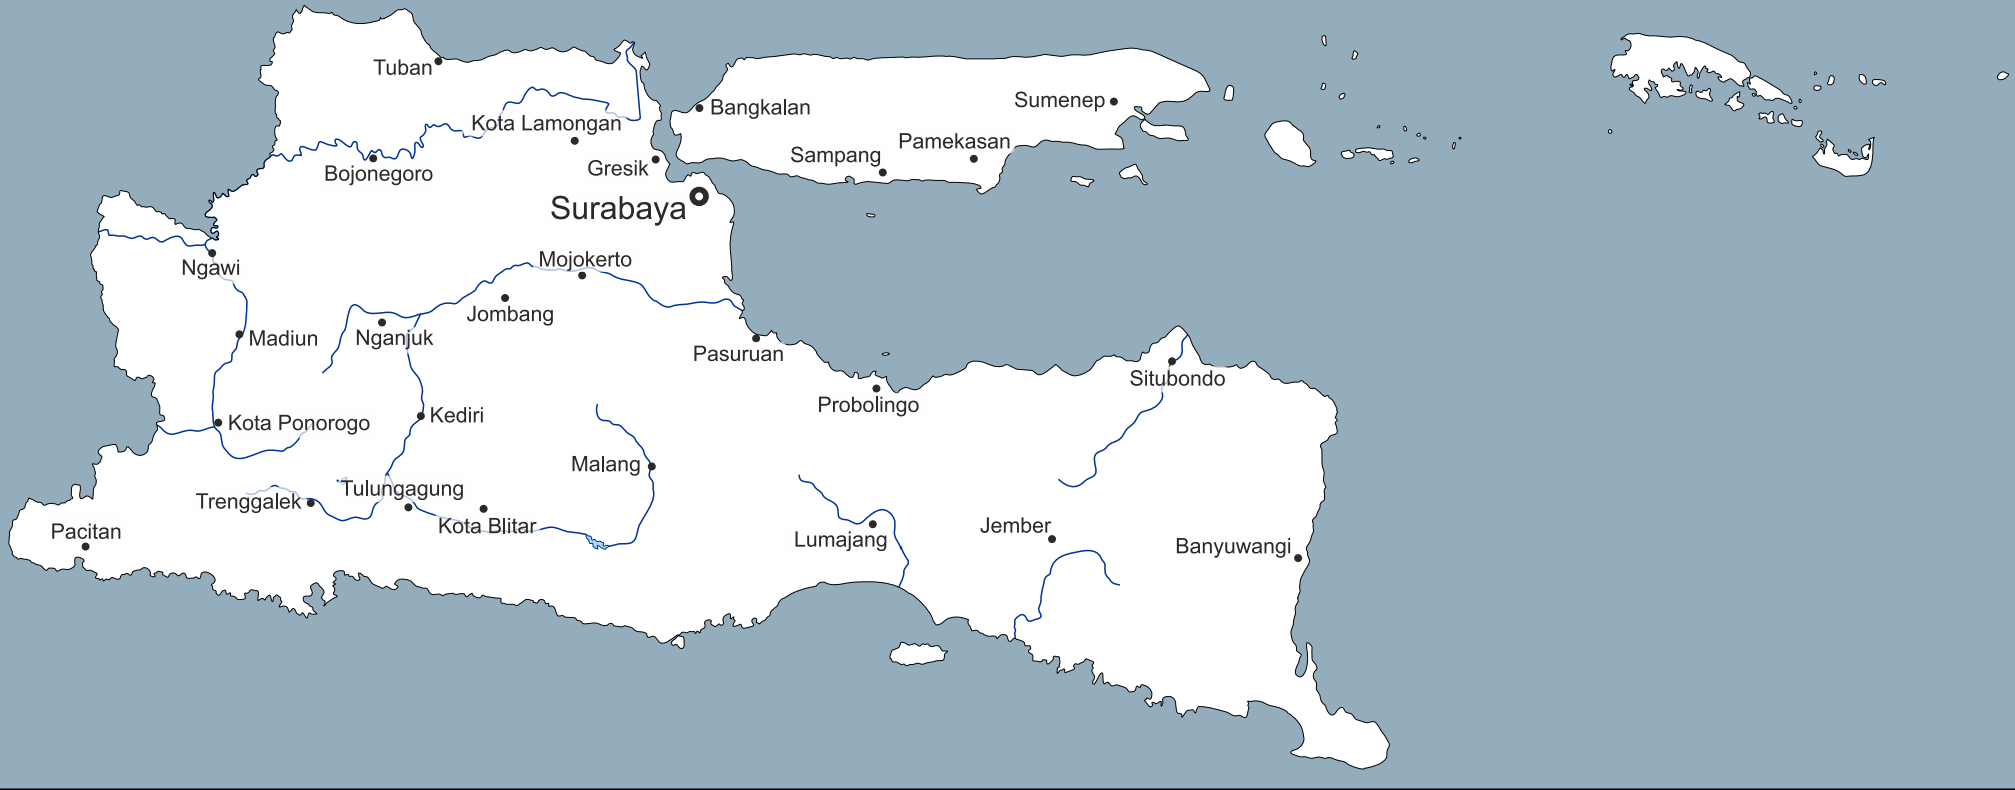 Tuban
Bangkalan
Sumenep
Kota Lamongan
Pamekasan
Sampang
Gresik
Bojonegoro
Surabaya
Ngawi
Mojokerto
Jombang
Madiun
Nganjuk
Pasuruan
Situbondo
Probolingo
Kota Ponorogo
Kediri
Malang
Tulungagung
Trenggalek
Kota Blitar
Pacitan
Lumajang
Jember
Banyuwangi